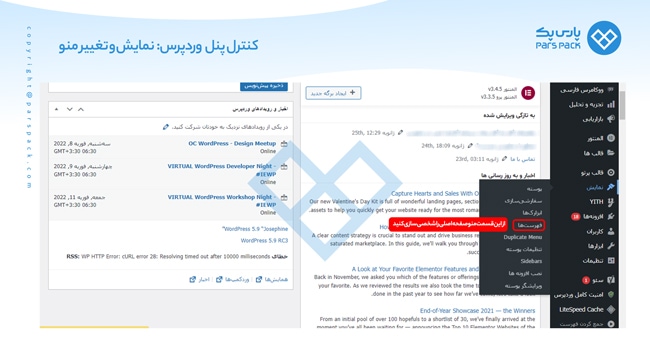 کنترل پنل وردپرس: نمایش و تغییر منو
پارس پک
PARS PACK
copyright@parspack.com
ذخیره پیش‌نویس
اخبار و رویدادهای وردپرس
در یکی از رویدادهای نزدیک به خودتان شرکت کنید.
OC WordPress - Design Meetup
Online
سه‌شنبه, فوریه 8, 2022
06:30 GMT+3:30
VIRTUAL WordPress Developer Night - #1EWP
Online
چهارشنبه, فوریه 9, 2022
06:30 GMT+3:30
VIRTUAL WordPress Workshop Night - #1EWP
Online
جمعه, فوریه 11, 2022
06:30 GMT+3:30
WordPress 5.9 "Josephine"
WordPress 5.9 RC3
خطای RSS: WP HTTP Error: cURL error 28: Resolving timed out after 10000 milliseconds
همایش‌ها | وردکمپ‌ها | اخبار
المنتور v3.4.5
المنتور پرو v3.3.5
+ ایجاد برگه جدید
به تازگی ویرایش شده
ژانویه 25th, 12:29
ژانویه 24th, 18:09
تماس با ما ژانویه 23rd, 03:11
اخبار و به روز رسانی ها
Capture Hearts and Sales With O
Our new Valentine's Day Kit is full of wonderful landing pages, section
assets to help you quickly get your website ready for the most roma
Ho
A clear content strategy is crucial to stand out and drive busines
saturated marketplace. In this guide, we'll walk you through
succ
A Look at Your Favorite Elementor Features and
Back in November, we asked you which of the features or offerings
your favorite. As we reviewed the results we also took the time to
.done in the past year to see how far we've
End-of-Year Showcase 2021 — the Winners
From an initial pool of over 100 hopefuls to a shortlist of 30, we've finally arrived at the
moment you've all been waiting for — announcing the Top 10 Elementor Websites of the
پوسته
سفارشی‌سازی
ابزارک‌ها
فهرست‌ها
از این قسمت منو صفحه اصلی را شخصی سازی کنید
Duplicate Menu
تنظیمات پوسته
Sidebars
نصب افزونه ها
ویرایشگر پوسته
ووکامرس فارسی
تجزیه و تحلیل
بازاریابی
المنتور
قالب ها
قالب پرتو
نمایش
YITH
افزونه‌ها 18
کاربران
ابزارها
تنظیمات
سئو 1
امنیت کامل وردپرس
LiteSpeed Cache
جمع کردن فهرست